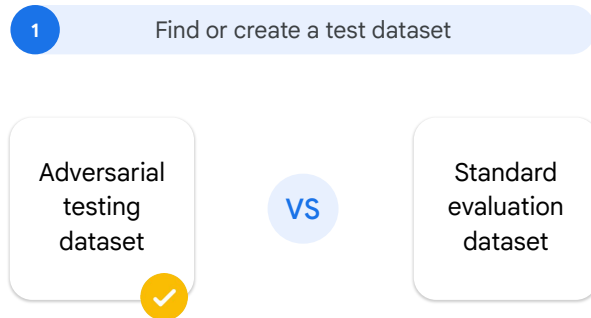 1 Find or create a test dataset
Adversarial
testing
dataset
VS
Standard
evaluation
dataset